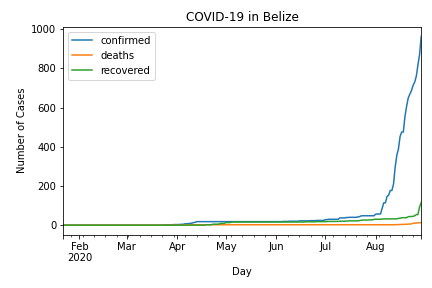 COVID-19 in Belize
confirmed
deaths
recovered
Number of Cases
1000
800
600
400
200
0
Feb Mar Apr May Jun Jul Aug
2020
Day